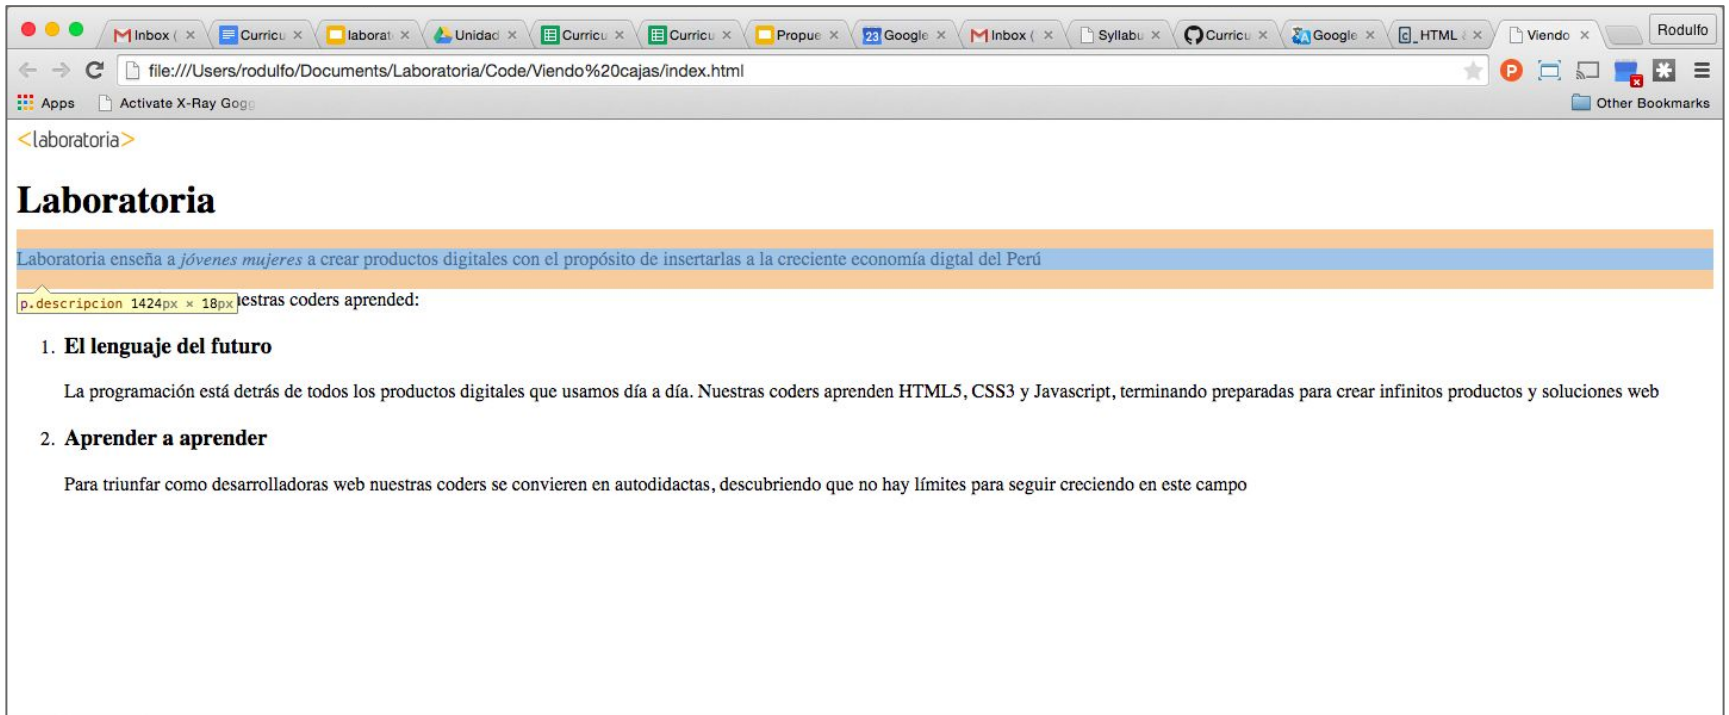 Inbox ( Curricu laborat Unidad Curricu Curricu Propue 23 Google Inbox ( Syllabu Curricu Google HTML Viendo Rodulfo
file:///Users/rodulfo/Documents/Laboratoria/Code/Viendo%20cajas/index.html
Apps Activate X-Ray Gogg Other Bookmarks
<laboratoria>
Laboratoria
Laboratoria enseña a jóvenes mujeres a crear productos digitales con el propósito de insertarlas a la creciente economía digtal del Perú
p.descripcion 1424px × 18px estras coders aprended:
1. El lenguaje del futuro
La programación está detrás de todos los productos digitales que usamos día a día. Nuestras coders aprenden HTML5, CSS3 y Javascript, terminando preparadas para crear infinitos productos y soluciones web
2. Aprender a aprender
Para triunfar como desarrolladoras web nuestras coders se convieren en autodidactas, descubriendo que no hay límites para seguir creciendo en este campo